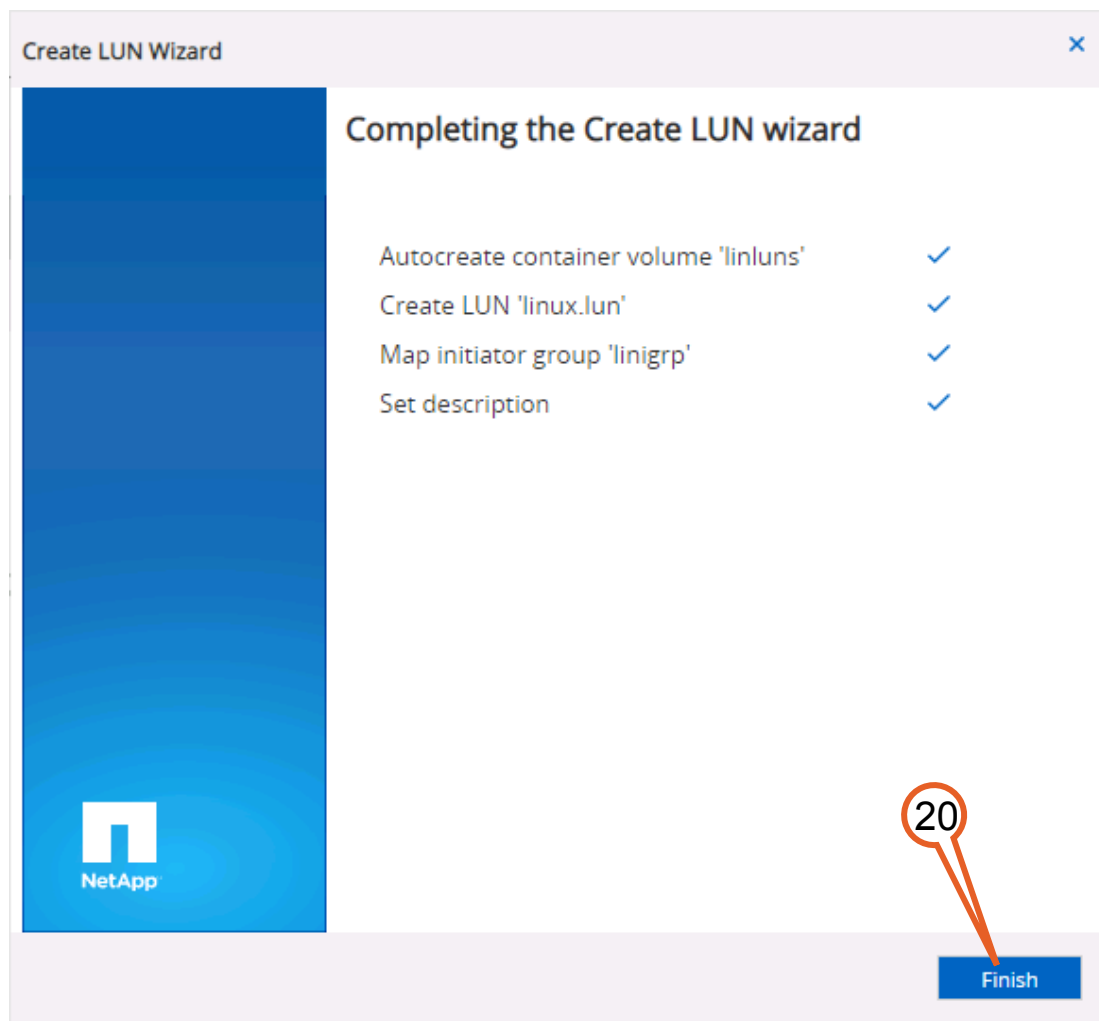 Create LUN Wizard
Completing the Create LUN wizard
Autocreate container volume 'linluns'
Create LUN 'linux.lun'
Map initiator group 'linigrp'
Set description
20
NetApp
Finish